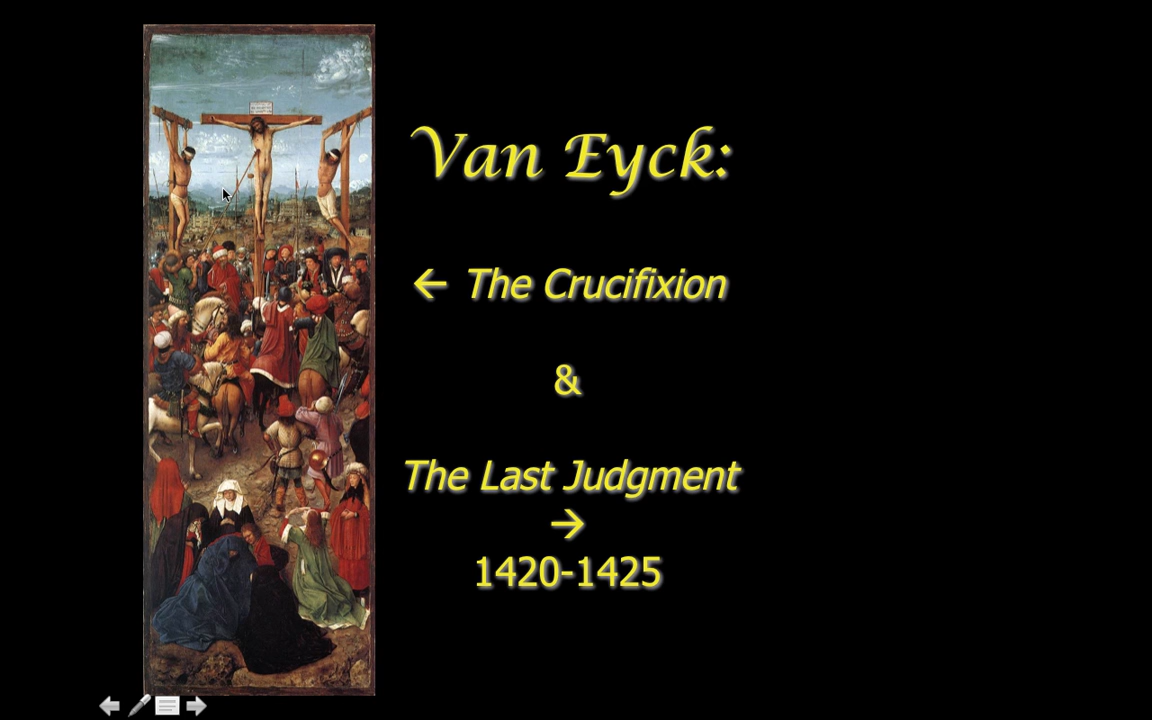 Van Eyck:
← The Crucifixion
&
The Last Judgment
→
1420-1425